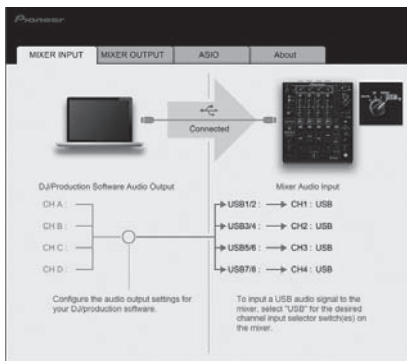 Pioneer
MIXER INPUT MIXER OUTPUT ASIO About
Connected
DJ/Production Software Audio Output Mixer Audio Input
CH A : USB1/2 : CH1 : USB
CH B : USB3/4 : CH2 : USB
CH C : USB5/6 : CH3 : USB
CH D : USB7/8 : CH4 : USB
Configure the audio output settings for
your DJ/production software.
To input a USB audio signal to the
mixer, select "USB" for the desired
channel input selector switch(es) on
the mixer.